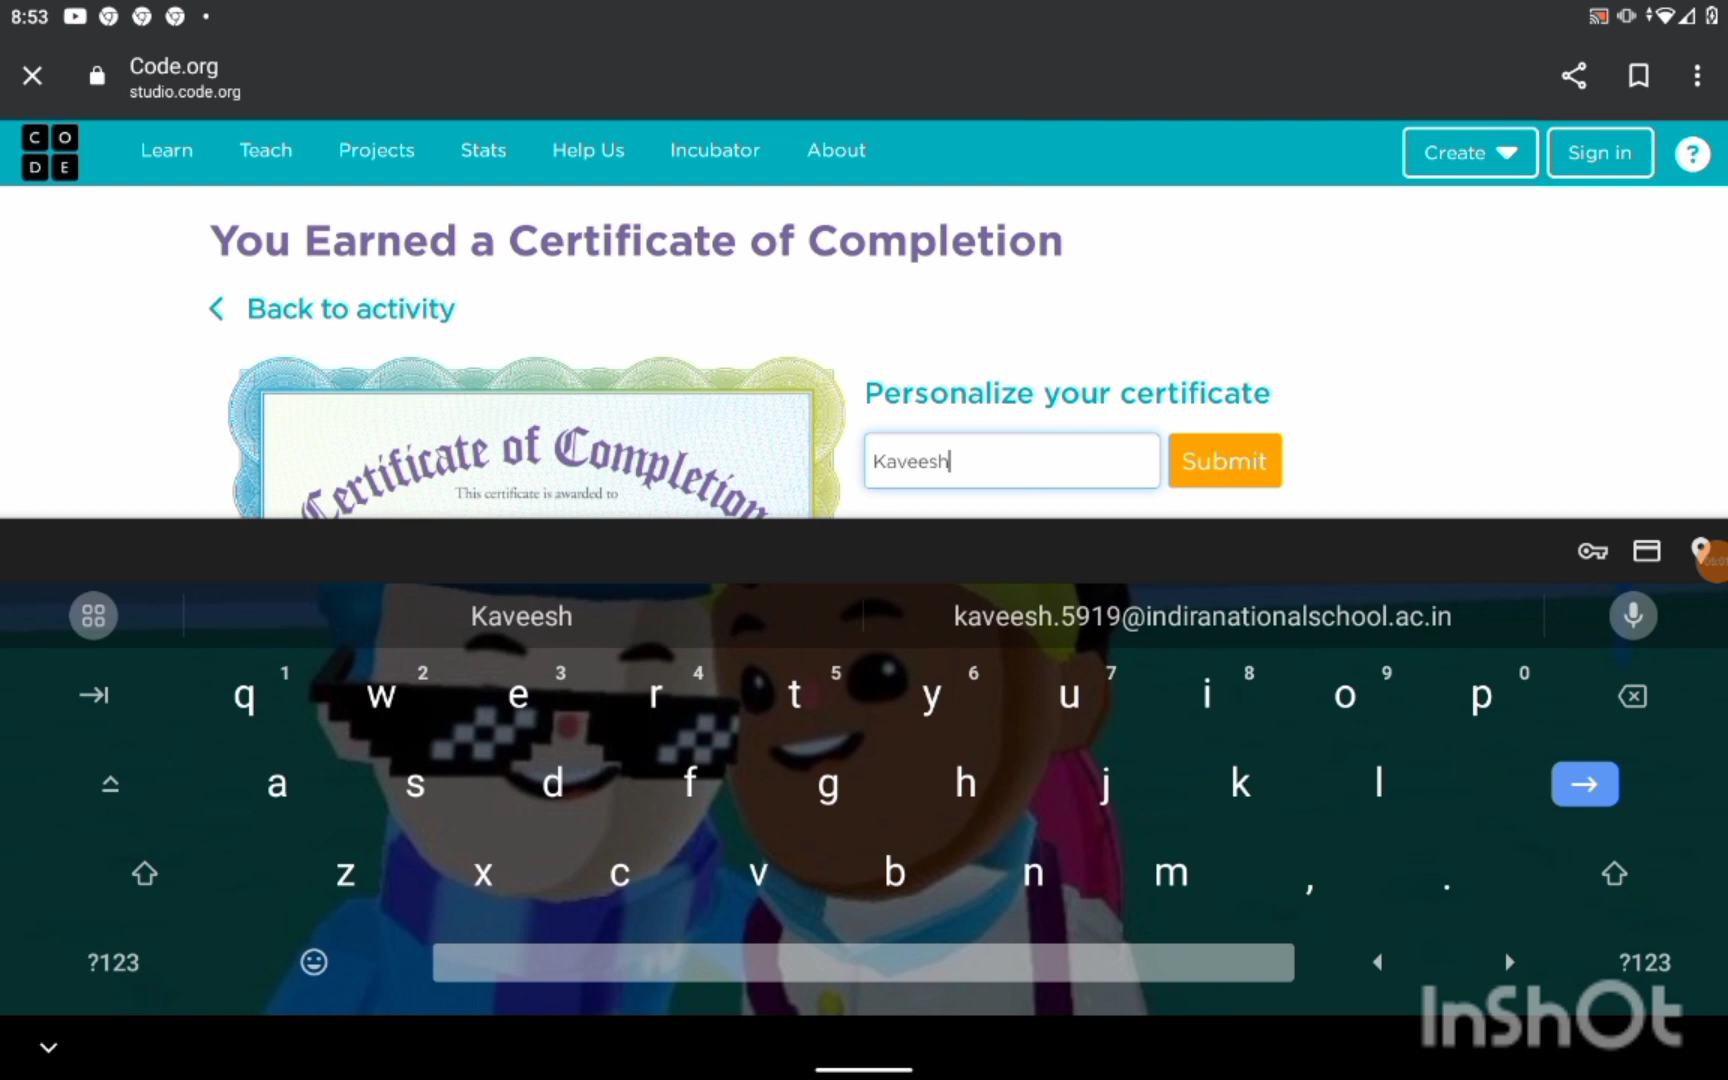 8:53
Code.org
studio.code.org
C O
D E
Learn Teach Projects Stats Help Us Incubator About Create Sign in ?
You Earned a Certificate of Completion
Back to activity
Certificate of Completion
This certificate is awarded to
Personalize your certificate
Kaveesh Submit
Kaveesh kaveesh.5919@indiranationalschool.ac.in
1 2 3 4 5 6 7 8 9 0
q w e r t y u i o p
a s d f g h j k l
z x c v b n m , .
?123 ?123
InShOt